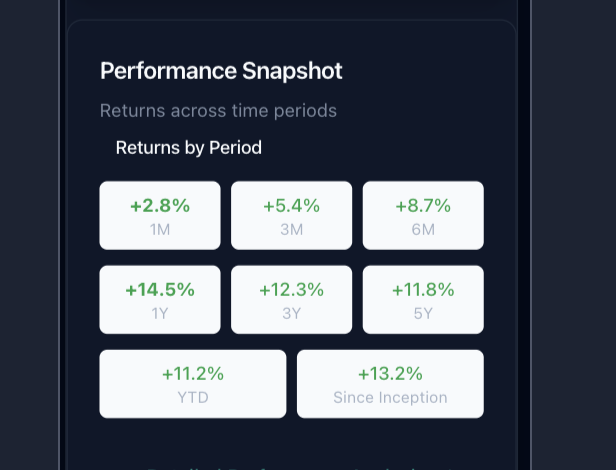 Performance Snapshot
Returns across time periods
Returns by Period
+2.8% +5.4% +8.7%
1M 3M 6M
+14.5% +12.3% +11.8%
1Y 3Y 5Y
+11.2% +13.2%
YTD Since Inception